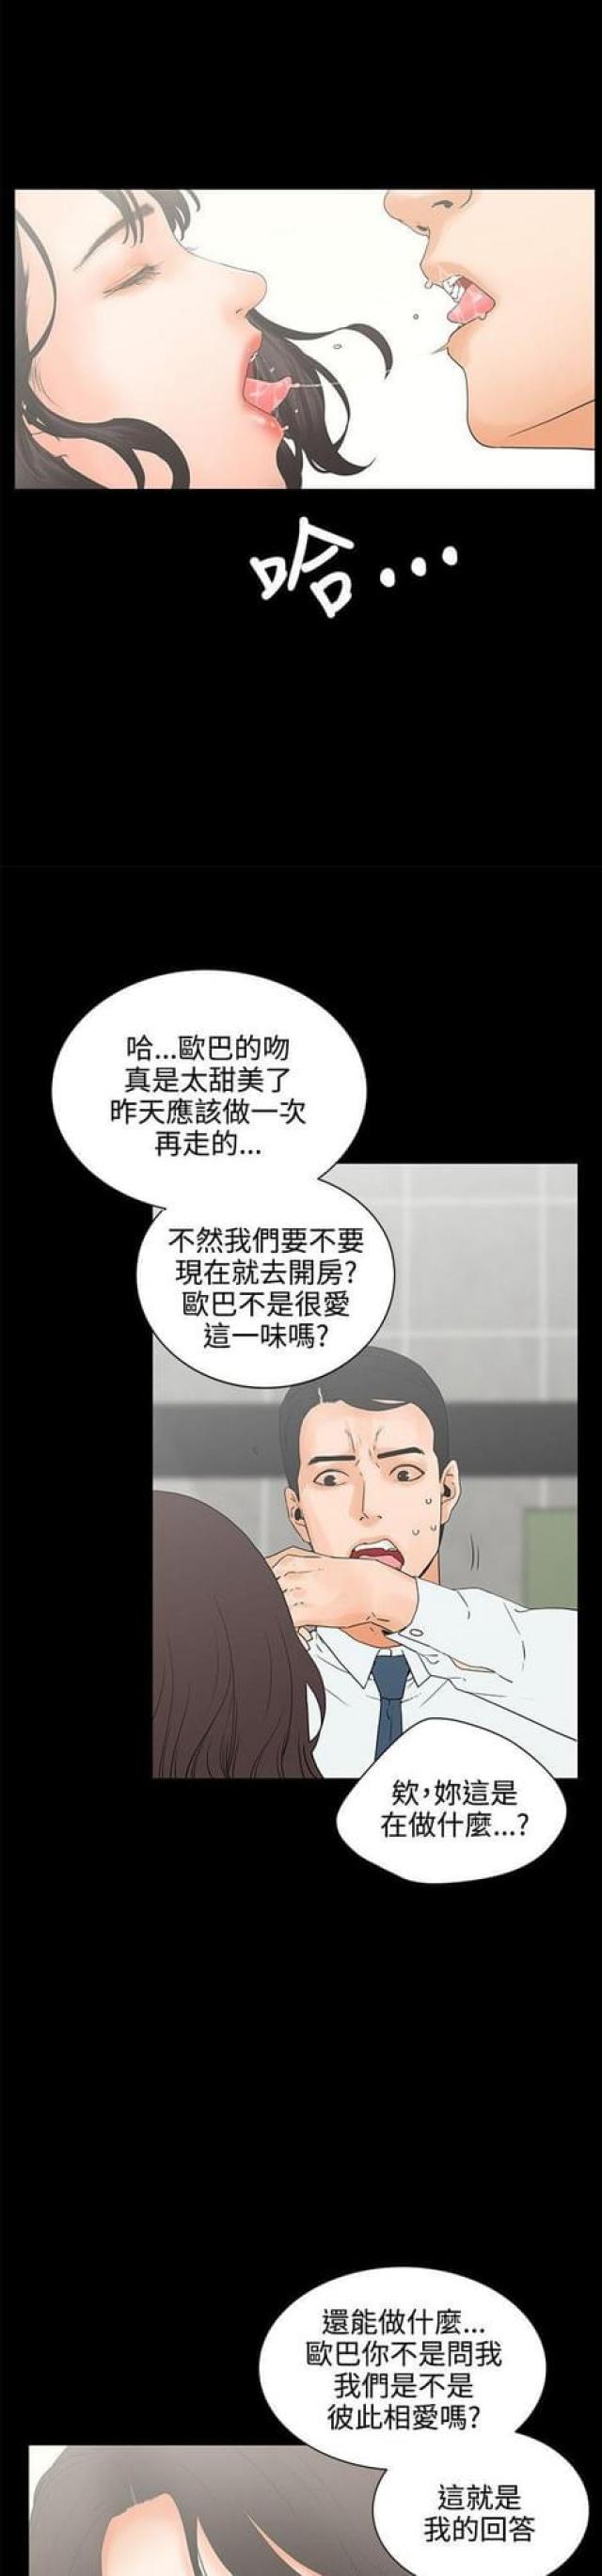 哈...
哈...歐巴的吻
真是太甜美了
昨天應該做一次
再走的...
不然我們要不要
現在就去開房?
歐巴不是很愛
這一味嗎?
欸,妳這是
在做什麼...?
還能做什麼...
歐巴你不是問我
我們是不是
彼此相愛嗎?
這就是
我的回答